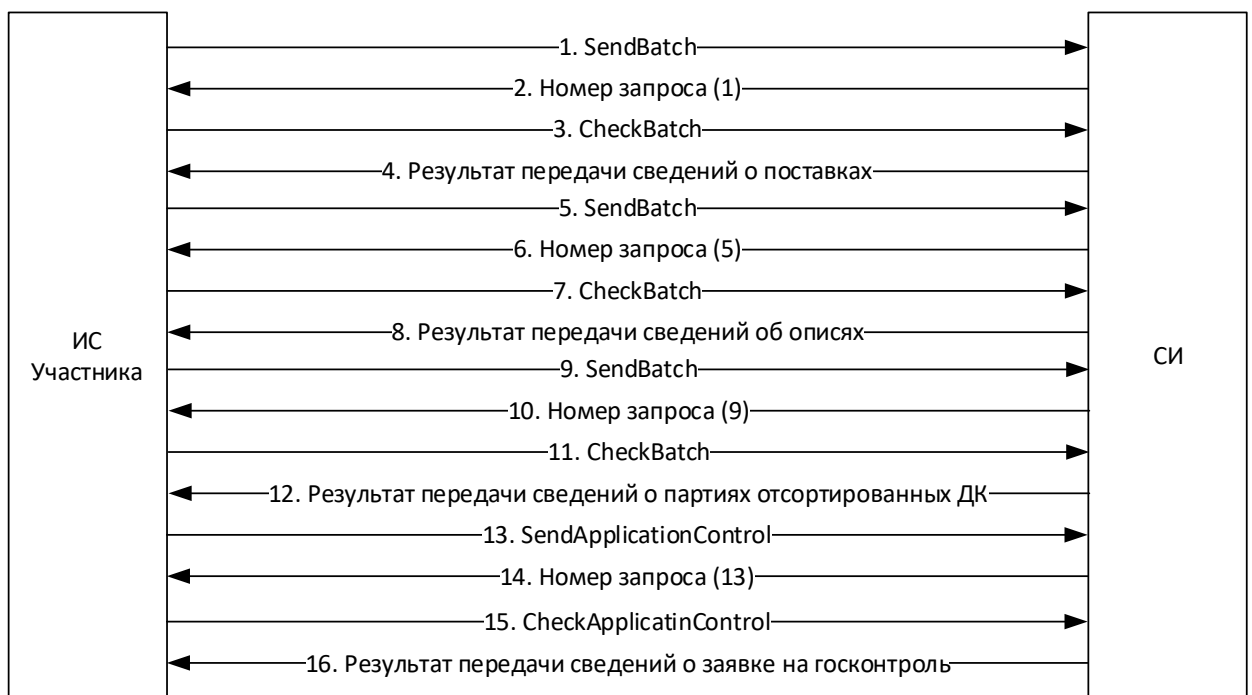 1. SendBatch
2. Номер запроса (1)
3. CheckBatch
4. Результат передачи сведений о поставках
5. SendBatch
6. Номер запроса (5)
7. CheckBatch
8. Результат передачи сведений об описях
9. SendBatch
10. Номер запроса (9)
11. CheckBatch
12. Результат передачи сведений о партиях отсортированных ДК
13. SendApplicationControl
14. Номер запроса (13)
15. CheckApplicatinControl
16. Результат передачи сведений о заявке на госконтроль
ИС
Участника
СИ